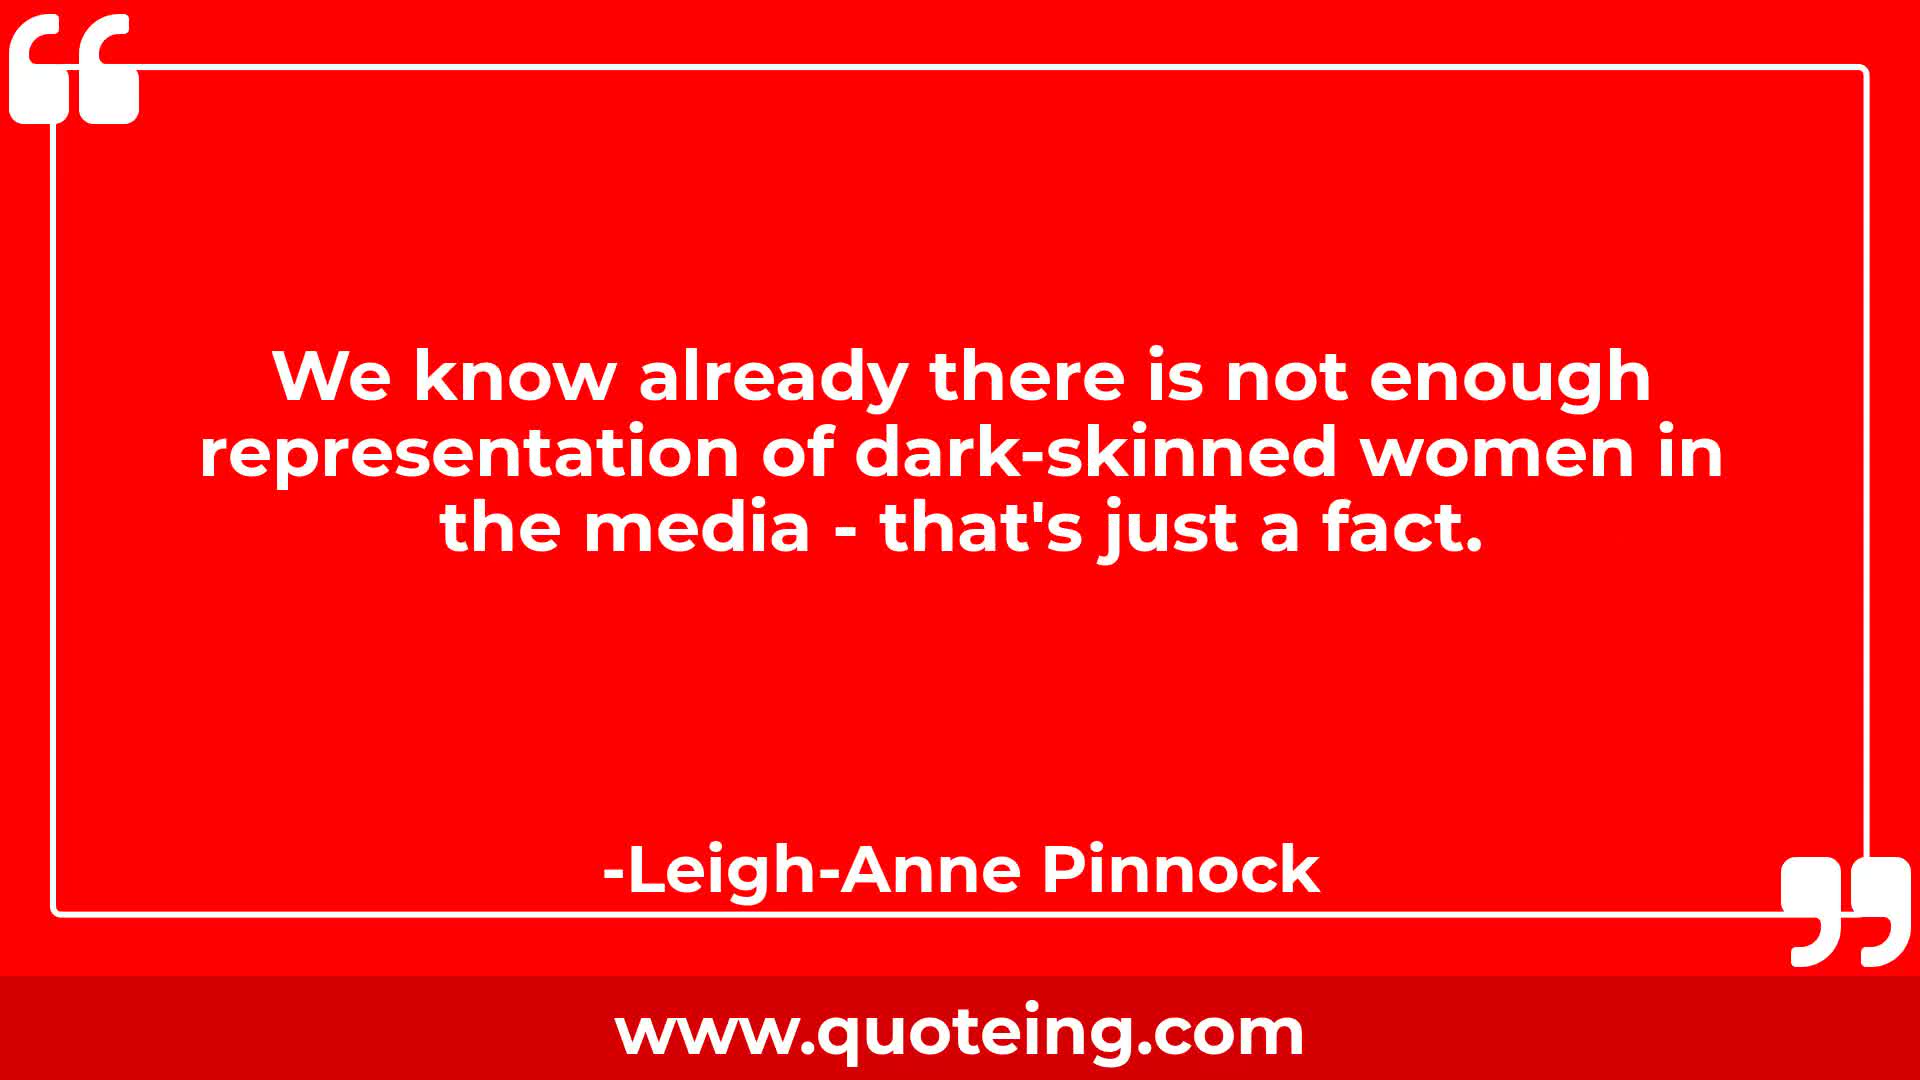 We know already there is not enough
representation of dark-skinned women in
the media - that's just a fact.
-Leigh-Anne Pinnock
www.quoteing.com